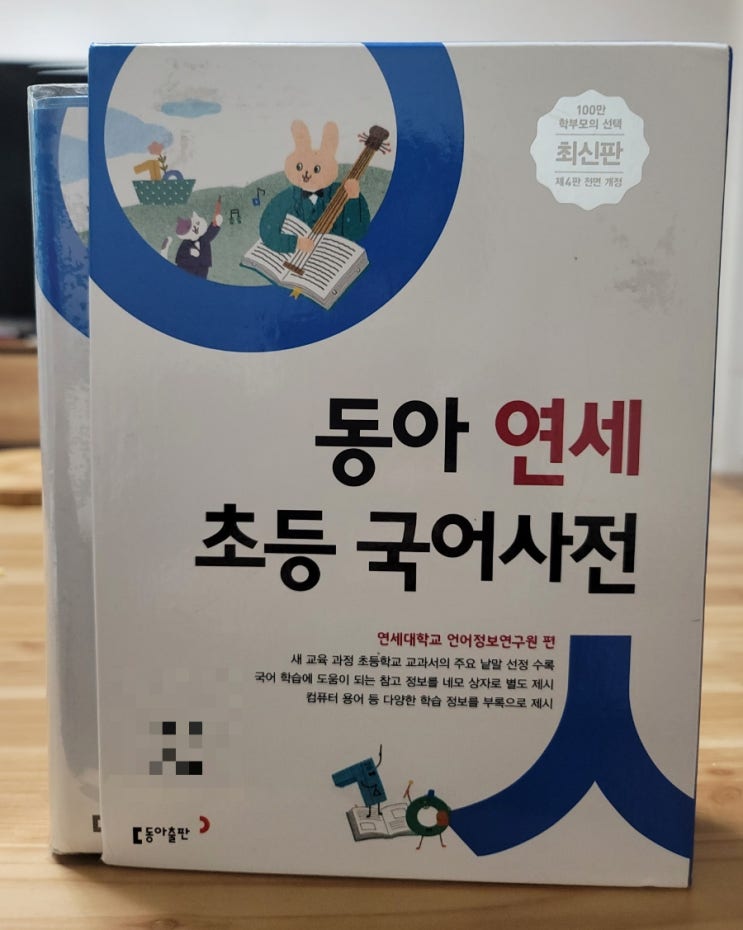 100만
학부모의 선택
최신판
제4판 전면 개정
동아 연세
초등 국어사전
연세대학교 언어정보연구원 편
새 교육 과정 초등학교 교과서의 주요 낱말 선정 수록
국어 학습에 도움이 되는 참고 정보를 네모 상자로 별도 제시
컴퓨터 용어 등 다양한 학습 정보를 부록으로 제시
동아출판